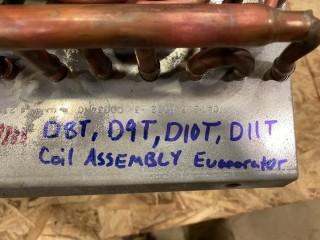 D8T, D9T, D10T, D11T
Coil ASSEMBLY Evaporator